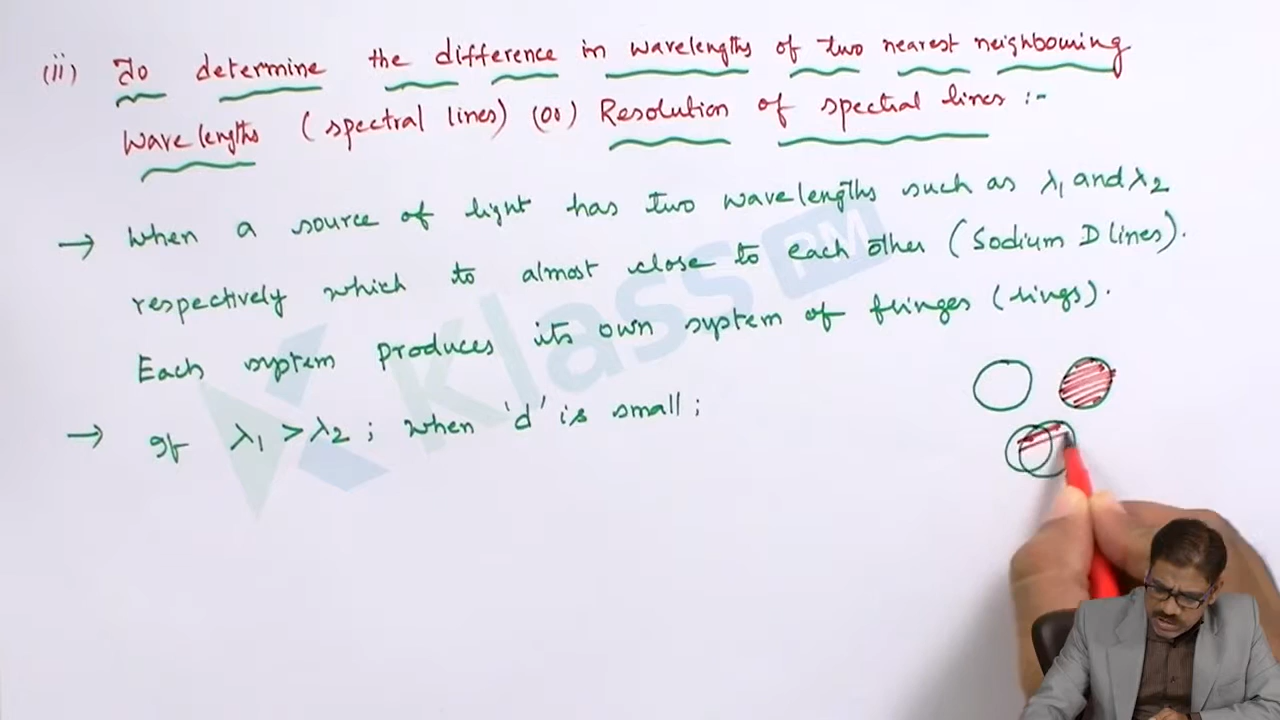 (ii) To determine the difference in wavelengths of two nearest neighbouring
Wavelengths (spectral lines) (or) Resolution of spectral lines :-
→ When a source of light has two wavelengths such as λ1 and λ2
respectively which to almost close to each other (Sodium D lines).
Each system produces its own system of fringes (rings).
→ If λ1 > λ2 ; when 'd' is small ;
Klass PM